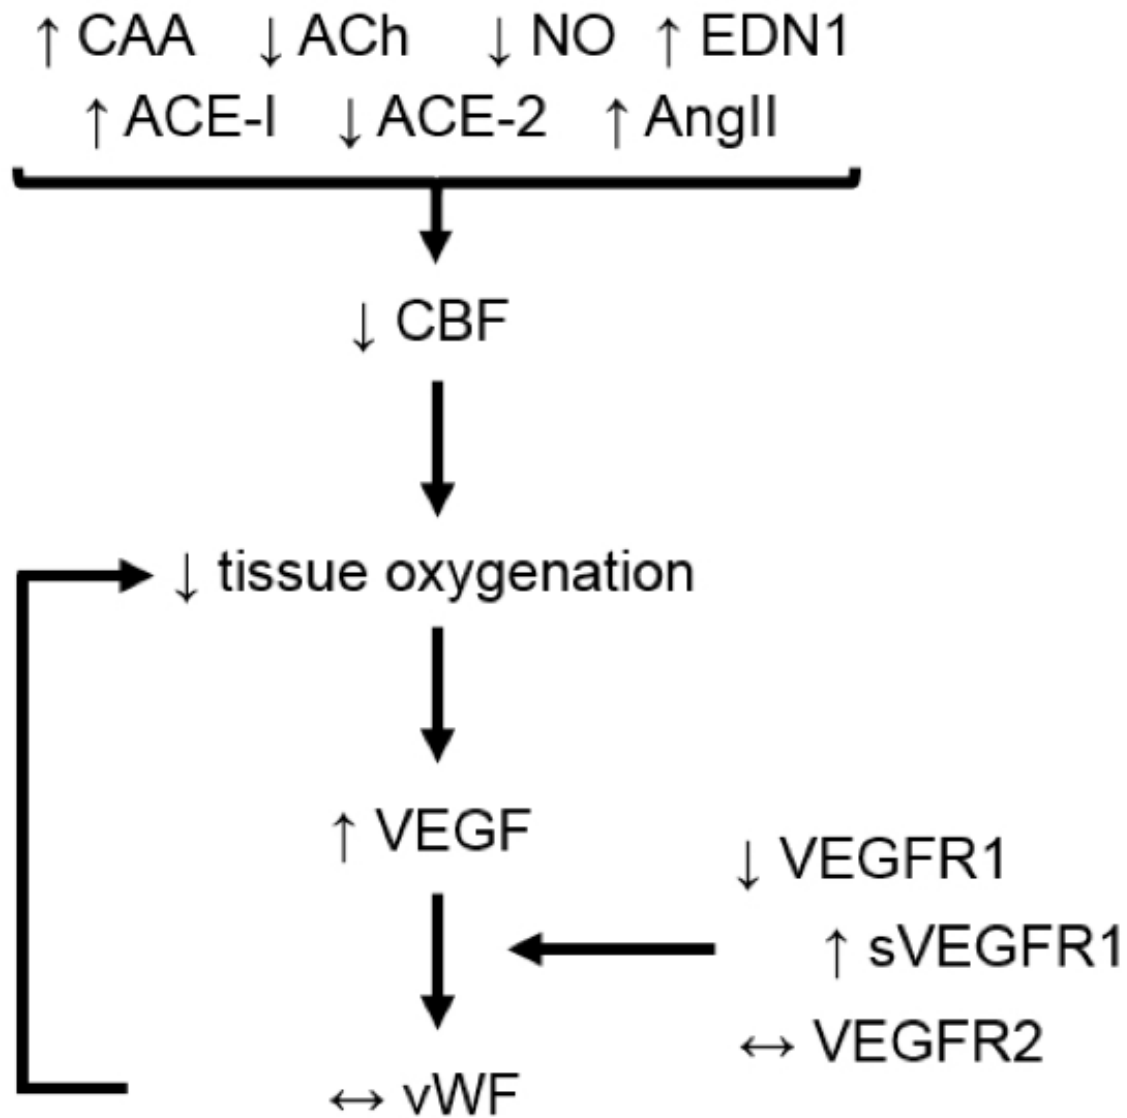 ↑ CAA ↓ ACh ↓ NO ↑ EDN1
↑ ACE-I ↓ ACE-2 ↑ AngII
↓ CBF
↓ tissue oxygenation
↑ VEGF
↓ VEGFR1
↑ sVEGFR1
↔ VEGFR2
↔ vWF